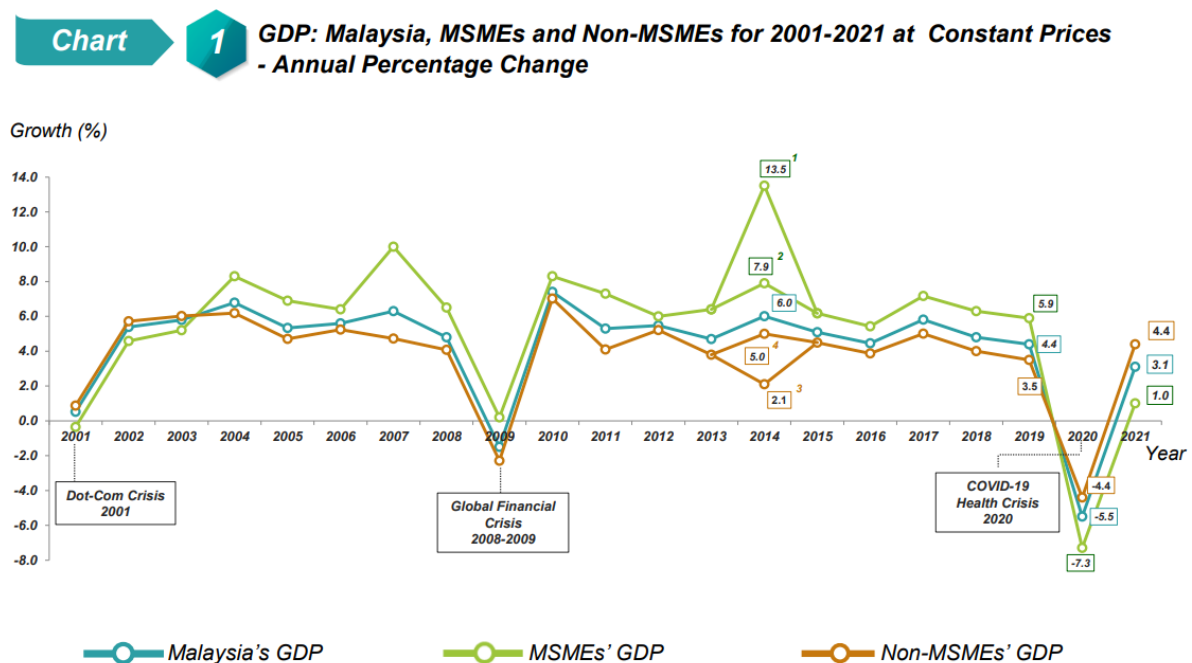 Chart 1
GDP: Malaysia, MSMEs and Non-MSMEs for 2001-2021 at Constant Prices
- Annual Percentage Change
Growth (%)
14.0
12.0
10.0
8.0
6.0
4.0
2.0
0.0
-2.0
-4.0
-6.0
-8.0
13.5 1
7.9 2
6.0
5.0 4
2.1 3
5.9
4.4
3.5
4.4
3.1
1.0
-4.4
-5.5
-7.3
2001 2002 2003 2004 2005 2006 2007 2008 2009 2010 2011 2012 2013 2014 2015 2016 2017 2018 2019 2020 2021
Year
Dot-Com Crisis
2001
Global Financial
Crisis
2008-2009
COVID-19
Health Crisis
2020
Malaysia's GDP MSMEs' GDP Non-MSMEs' GDP